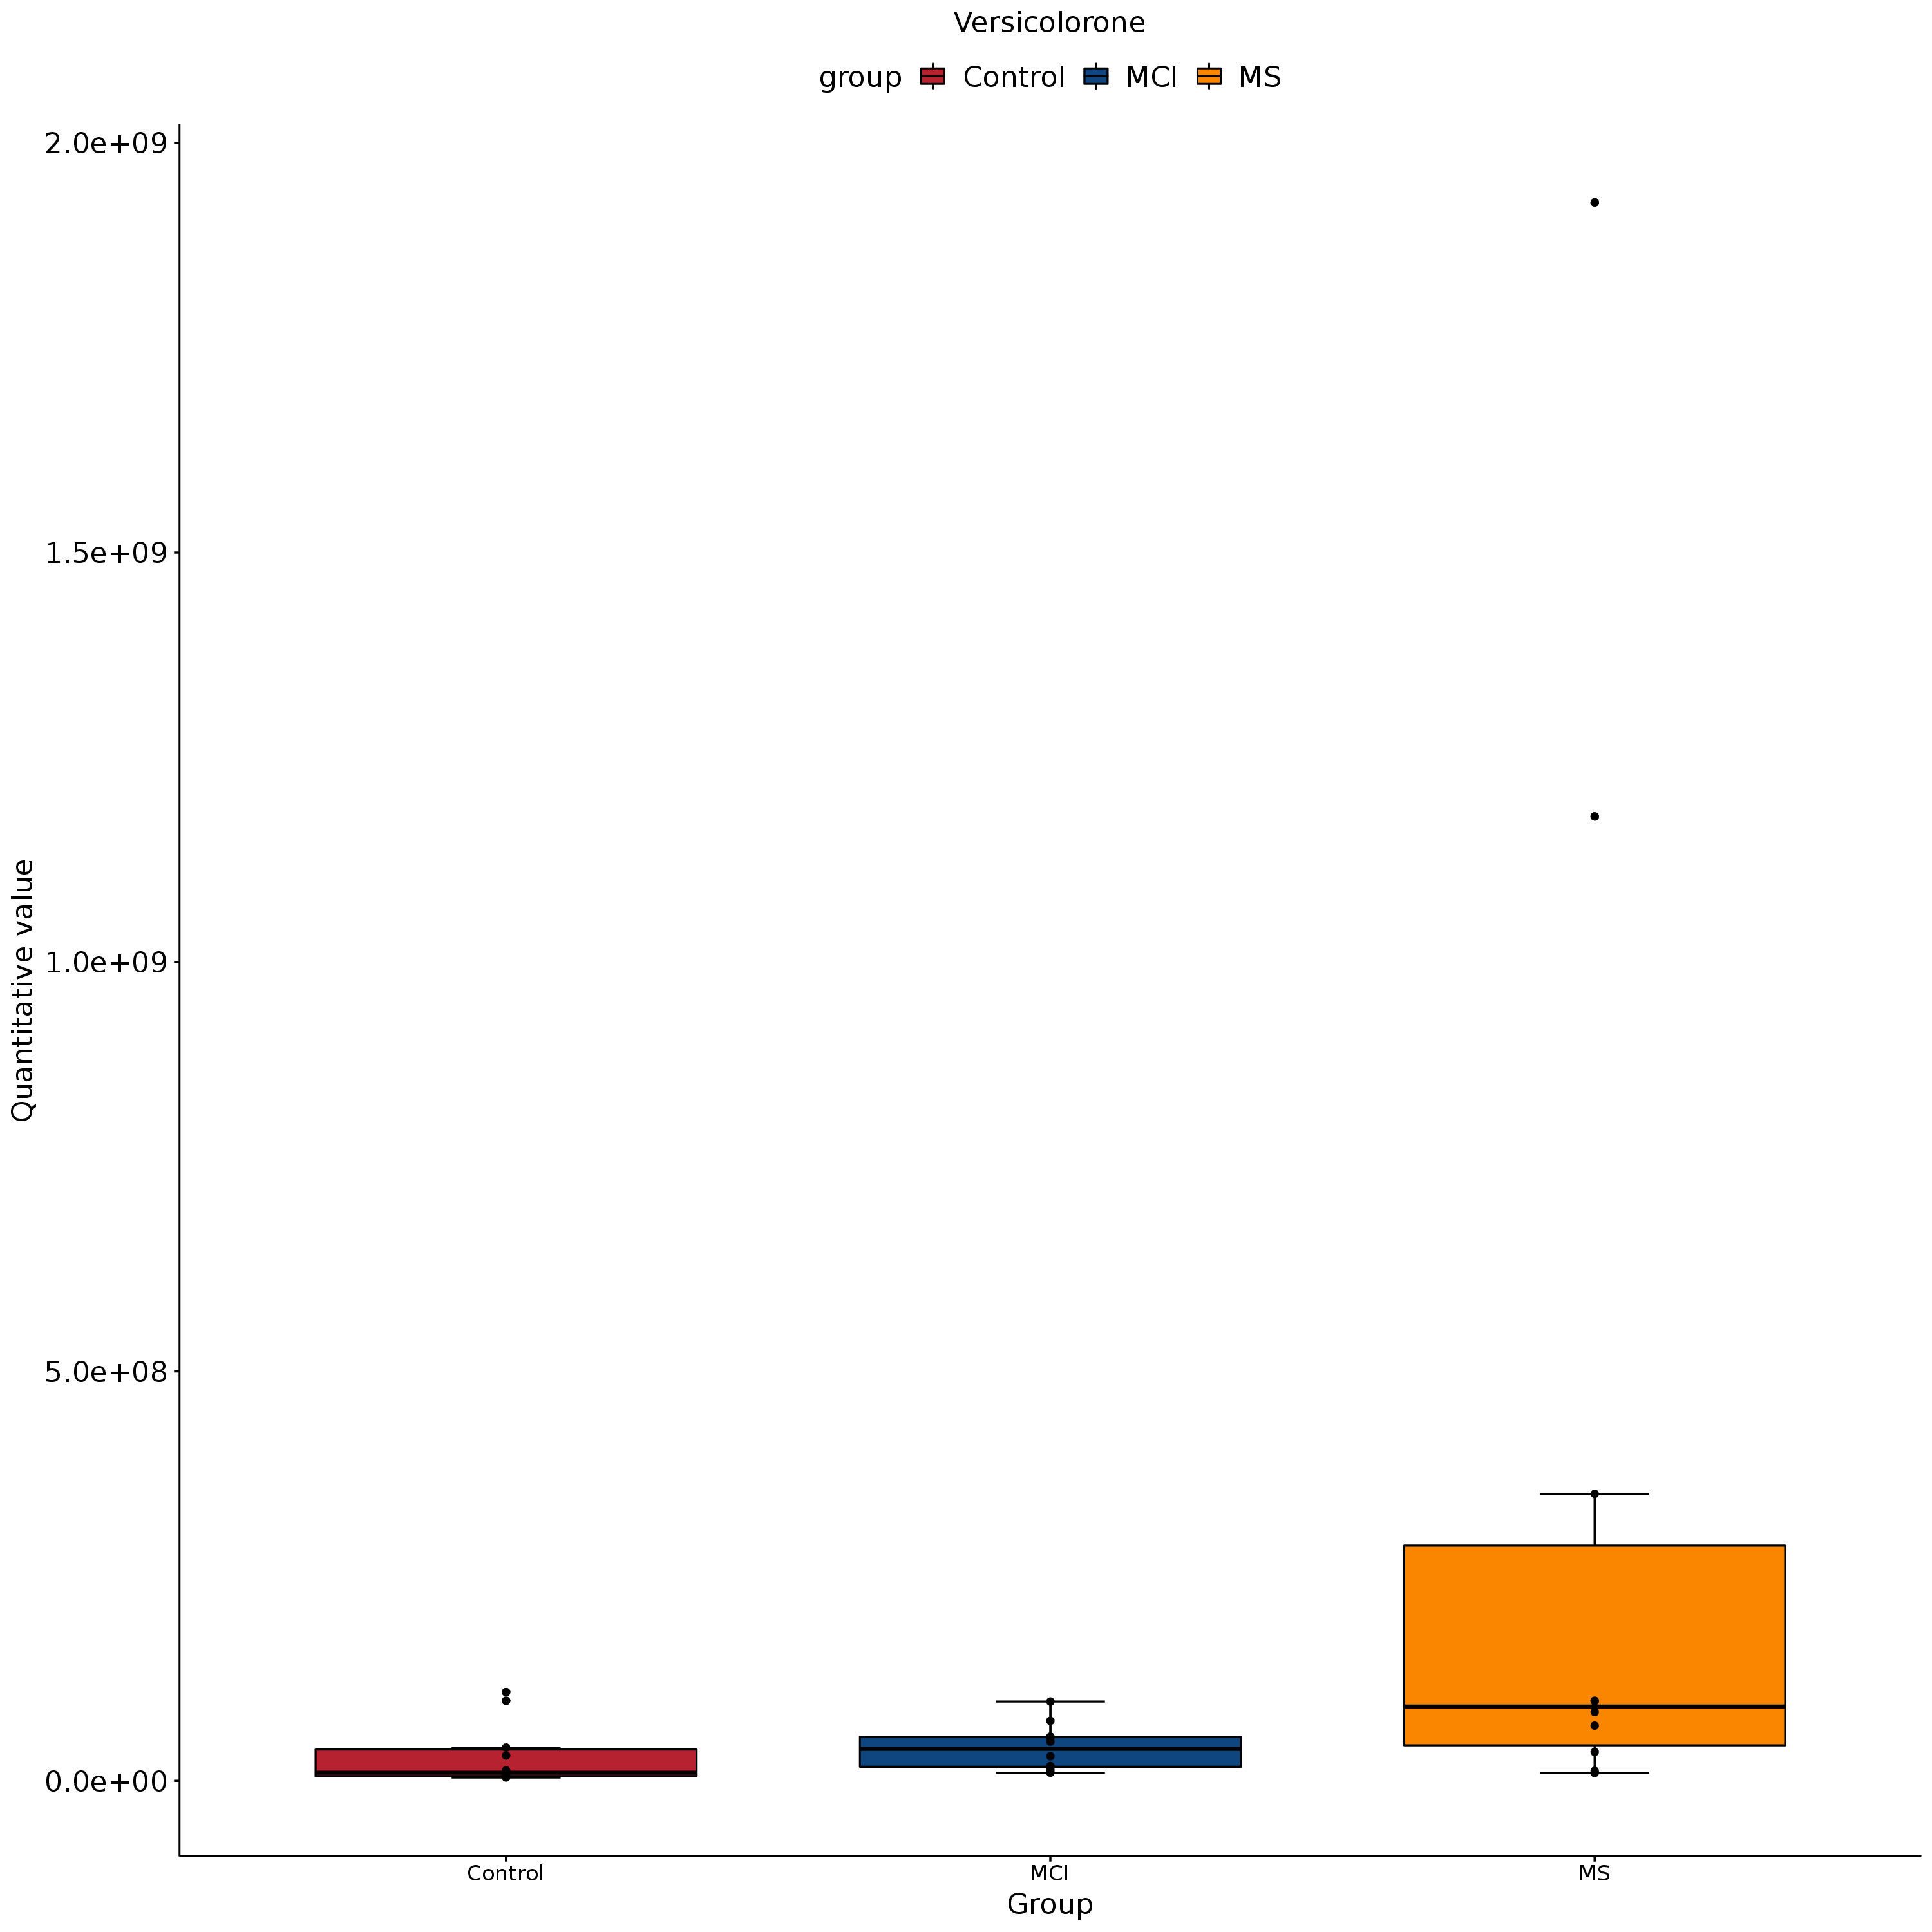 Versicolorone
group Control MCI MS
2.0e+09
1.5e+09
1.0e+09
5.0e+08
0.0e+00
Quantitative value
Control MCI MS
Group